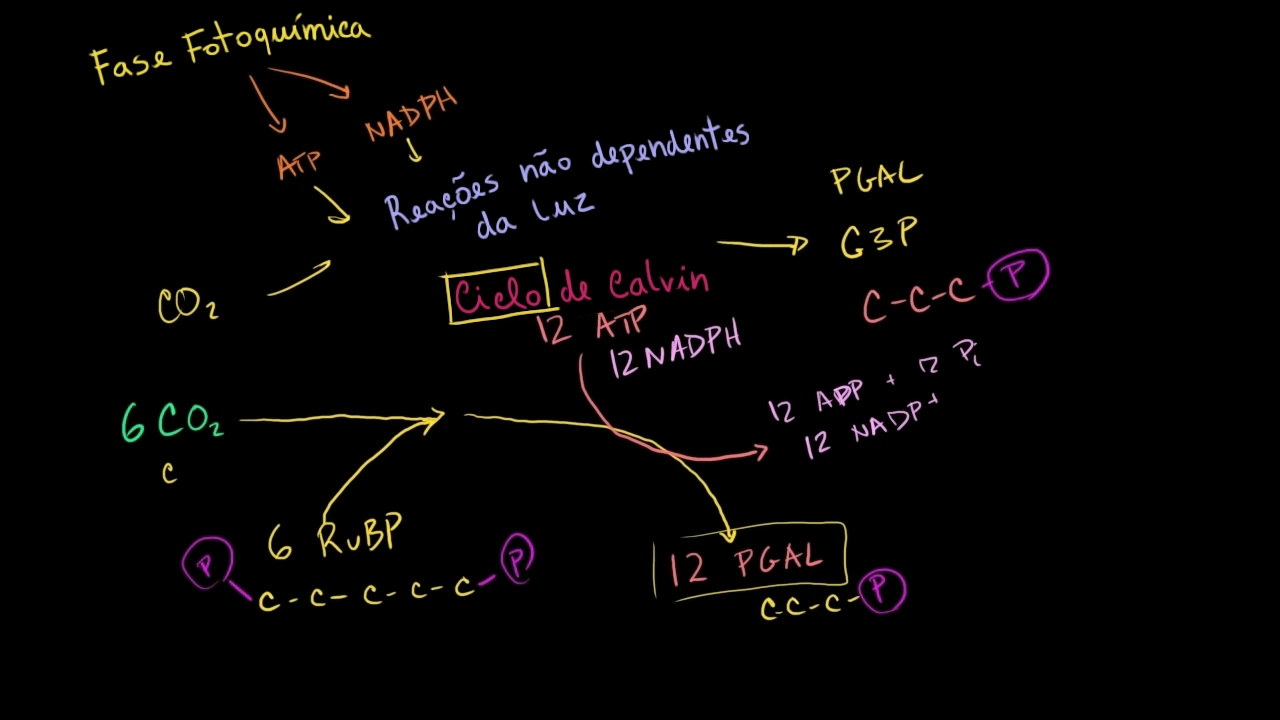 Fase Fotoquímica
ATP
NADPH
Reações não dependentes
da luz
PGAL
G3P
C-C-C-P
CO2
Ciclo de Calvin
12 ATP
12 NADPH
12 ADP + 12 Pi
12 NADP+
6 CO2
C
6 RuBP
P-C-C-C-C-C-P
12 PGAL
C-C-C-P